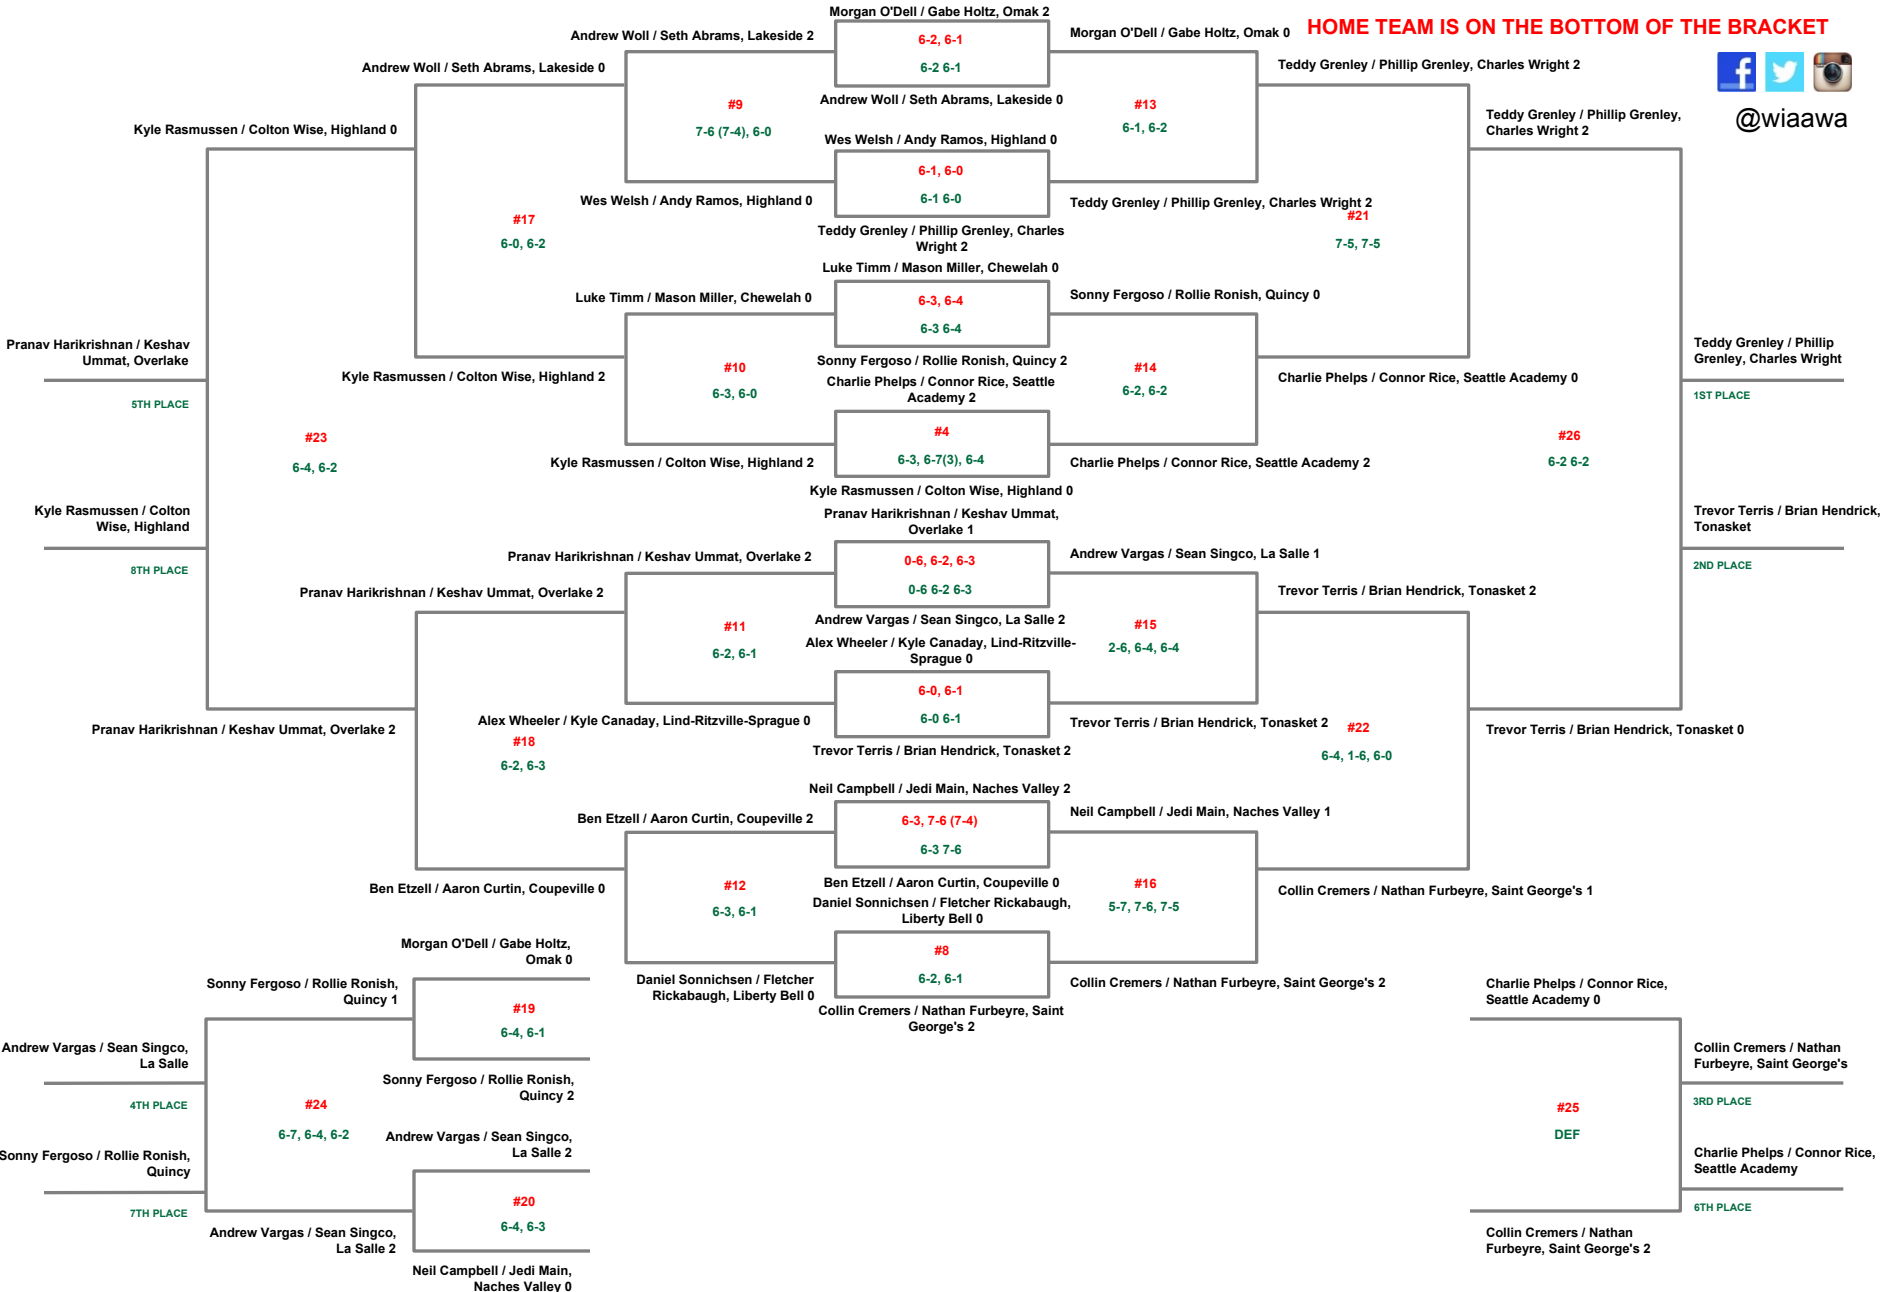 Morgan O'Dell / Gabe Holtz, Omak 2
HOME TEAM IS ON THE BOTTOM OF THE BRACKET
Andrew Woll / Seth Abrams, Lakeside 2
6-2, 6-1
6-2 6-1
Morgan O'Dell / Gabe Holtz, Omak 0
Andrew Woll / Seth Abrams, Lakeside 0
Teddy Grenley / Phillip Grenley, Charles Wright 2
@wiaawa
Andrew Woll / Seth Abrams, Lakeside 0
#9
7-6 (7-4), 6-0
#13
6-1, 6-2
Teddy Grenley / Phillip Grenley,
Charles Wright 2
Kyle Rasmussen / Colton Wise, Highland 0
Wes Welsh / Andy Ramos, Highland 0
6-1, 6-0
6-1 6-0
Wes Welsh / Andy Ramos, Highland 0
Teddy Grenley / Phillip Grenley, Charles Wright 2
#17
6-0, 6-2
Teddy Grenley / Phillip Grenley, Charles
Wright 2
#21
7-5, 7-5
Luke Timm / Mason Miller, Chewelah 0
Luke Timm / Mason Miller, Chewelah 0
6-3, 6-4
6-3 6-4
Sonny Fergoso / Rollie Ronish, Quincy 0
Pranav Harikrishnan / Keshav
Ummat, Overlake
5TH PLACE
Sonny Fergoso / Rollie Ronish, Quincy 2
Teddy Grenley / Phillip
Grenley, Charles Wright
1ST PLACE
Kyle Rasmussen / Colton Wise, Highland 2
#10
6-3, 6-0
Charlie Phelps / Connor Rice, Seattle
Academy 2
#14
6-2, 6-2
Charlie Phelps / Connor Rice, Seattle Academy 0
#23
6-4, 6-2
#4
6-3, 6-7(3), 6-4
#26
6-2 6-2
Kyle Rasmussen / Colton Wise, Highland 2
Charlie Phelps / Connor Rice, Seattle Academy 2
Kyle Rasmussen / Colton Wise, Highland 0
Kyle Rasmussen / Colton
Wise, Highland
8TH PLACE
Pranav Harikrishnan / Keshav Ummat,
Overlake 1
Trevor Terris / Brian Hendrick,
Tonasket
2ND PLACE
Pranav Harikrishnan / Keshav Ummat, Overlake 2
0-6, 6-2, 6-3
0-6 6-2 6-3
Andrew Vargas / Sean Singco, La Salle 1
Pranav Harikrishnan / Keshav Ummat, Overlake 2
Trevor Terris / Brian Hendrick, Tonasket 2
Andrew Vargas / Sean Singco, La Salle 2
#11
6-2, 6-1
Alex Wheeler / Kyle Canaday, Lind-Ritzville-
Sprague 0
#15
2-6, 6-4, 6-4
6-0, 6-1
6-0 6-1
Pranav Harikrishnan / Keshav Ummat, Overlake 2
Alex Wheeler / Kyle Canaday, Lind-Ritzville-Sprague 0
Trevor Terris / Brian Hendrick, Tonasket 2
Trevor Terris / Brian Hendrick, Tonasket 0
#18
6-2, 6-3
Trevor Terris / Brian Hendrick, Tonasket 2
#22
6-4, 1-6, 6-0
Neil Campbell / Jedi Main, Naches Valley 2
Ben Etzell / Aaron Curtin, Coupeville 2
6-3, 7-6 (7-4)
6-3 7-6
Neil Campbell / Jedi Main, Naches Valley 1
Ben Etzell / Aaron Curtin, Coupeville 0
#12
6-3, 6-1
Ben Etzell / Aaron Curtin, Coupeville 0
Daniel Sonnichsen / Fletcher Rickabaugh,
Liberty Bell 0
#16
5-7, 7-6, 7-5
Collin Cremers / Nathan Furbeyre, Saint George's 1
#8
6-2, 6-1
Daniel Sonnichsen / Fletcher
Rickabaugh, Liberty Bell 0
Collin Cremers / Nathan Furbeyre, Saint George's 2
Collin Cremers / Nathan Furbeyre, Saint
George's 2
Morgan O'Dell / Gabe Holtz,
Omak 0
Sonny Fergoso / Rollie Ronish,
Quincy 1
#19
6-4, 6-1
Andrew Vargas / Sean Singco,
La Salle
4TH PLACE
Sonny Fergoso / Rollie Ronish,
Quincy 2
#24
6-7, 6-4, 6-2
Andrew Vargas / Sean Singco,
La Salle 2
Sonny Fergoso / Rollie Ronish,
Quincy
7TH PLACE
#20
6-4, 6-3
Andrew Vargas / Sean Singco,
La Salle 2
Neil Campbell / Jedi Main,
Naches Valley 0
Charlie Phelps / Connor Rice,
Seattle Academy 0
Collin Cremers / Nathan
Furbeyre, Saint George's
3RD PLACE
#25
DEF
Charlie Phelps / Connor Rice,
Seattle Academy
6TH PLACE
Collin Cremers / Nathan
Furbeyre, Saint George's 2